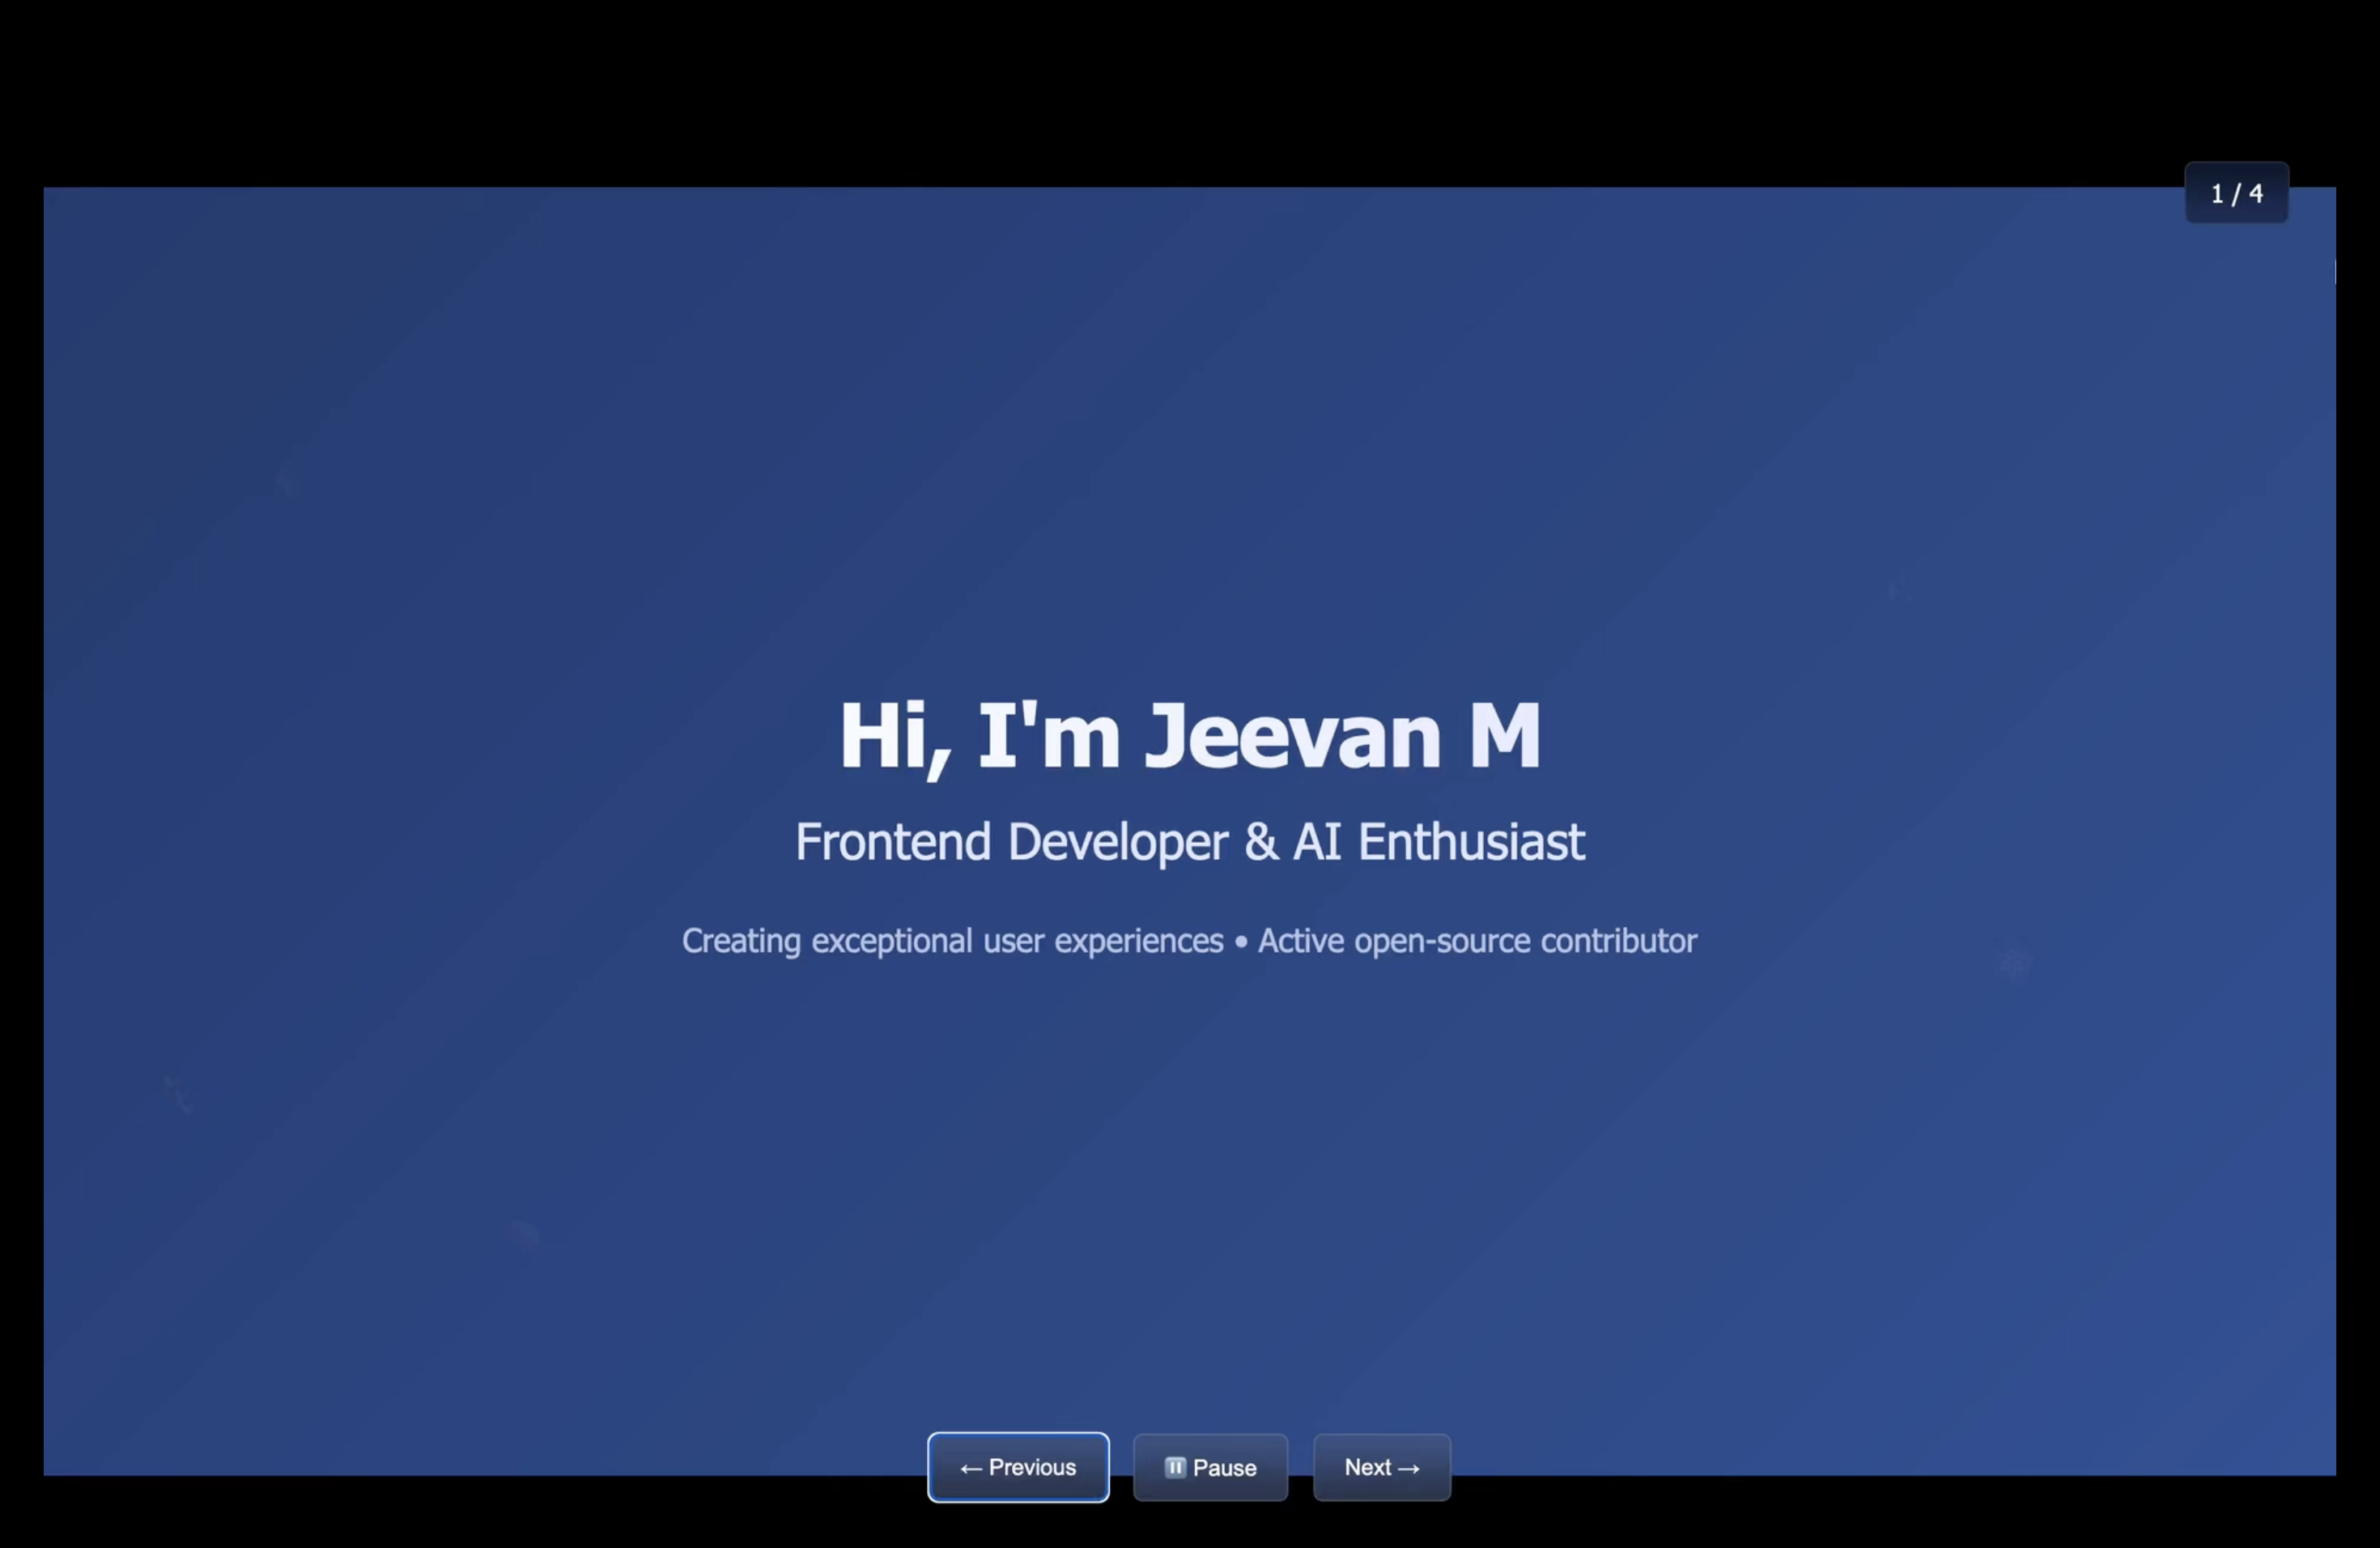 1 / 4
Hi, I'm Jeevan M
Frontend Developer & AI Enthusiast
Creating exceptional user experiences • Active open-source contributor
← Previous
⏸ Pause
Next →